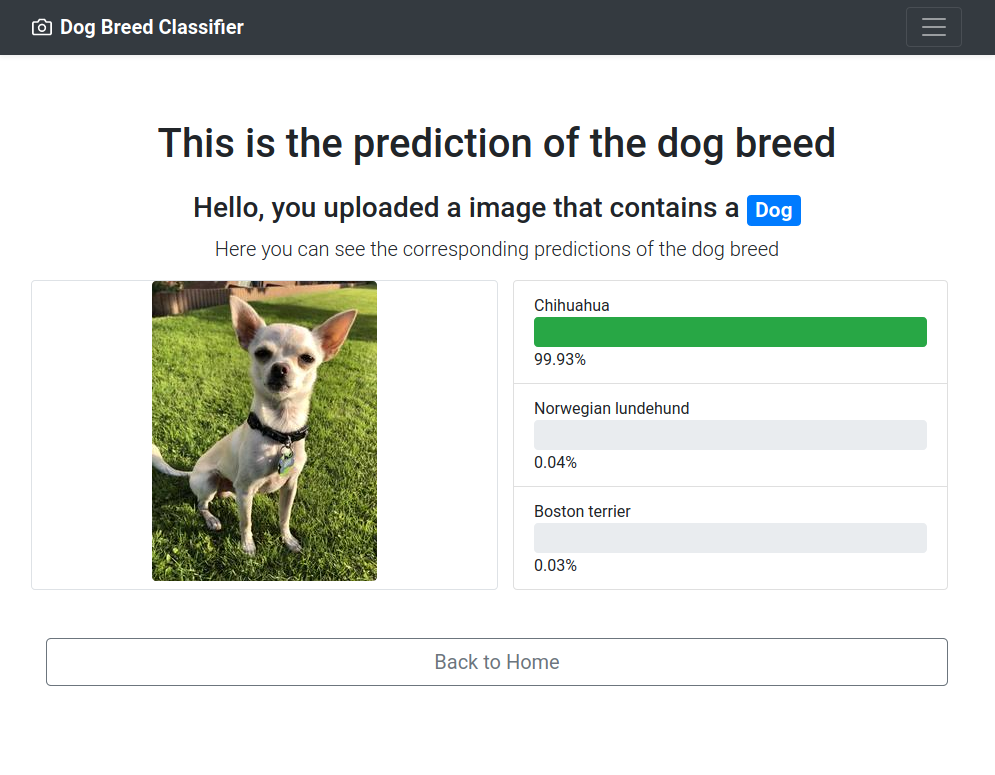 Dog Breed Classifier
This is the prediction of the dog breed
Hello, you uploaded a image that contains a Dog
Here you can see the corresponding predictions of the dog breed
Chihuahua
99.93%
Norwegian lundehund
0.04%
Boston terrier
0.03%
Back to Home